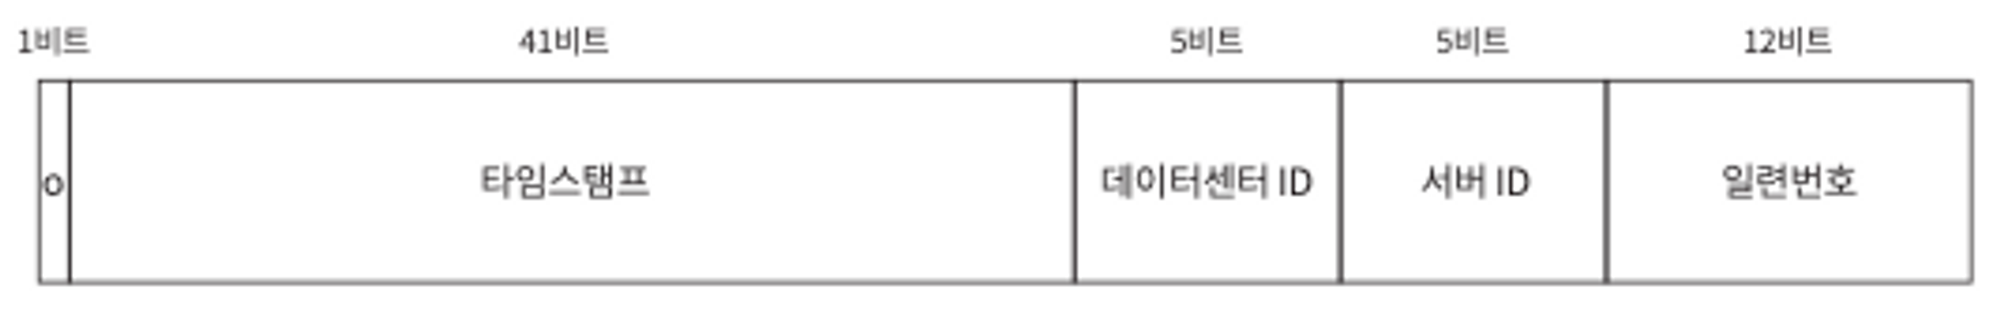 1비트 41비트 5비트 5비트 12비트
0 타임스탬프 데이터센터 ID 서버 ID 일련번호